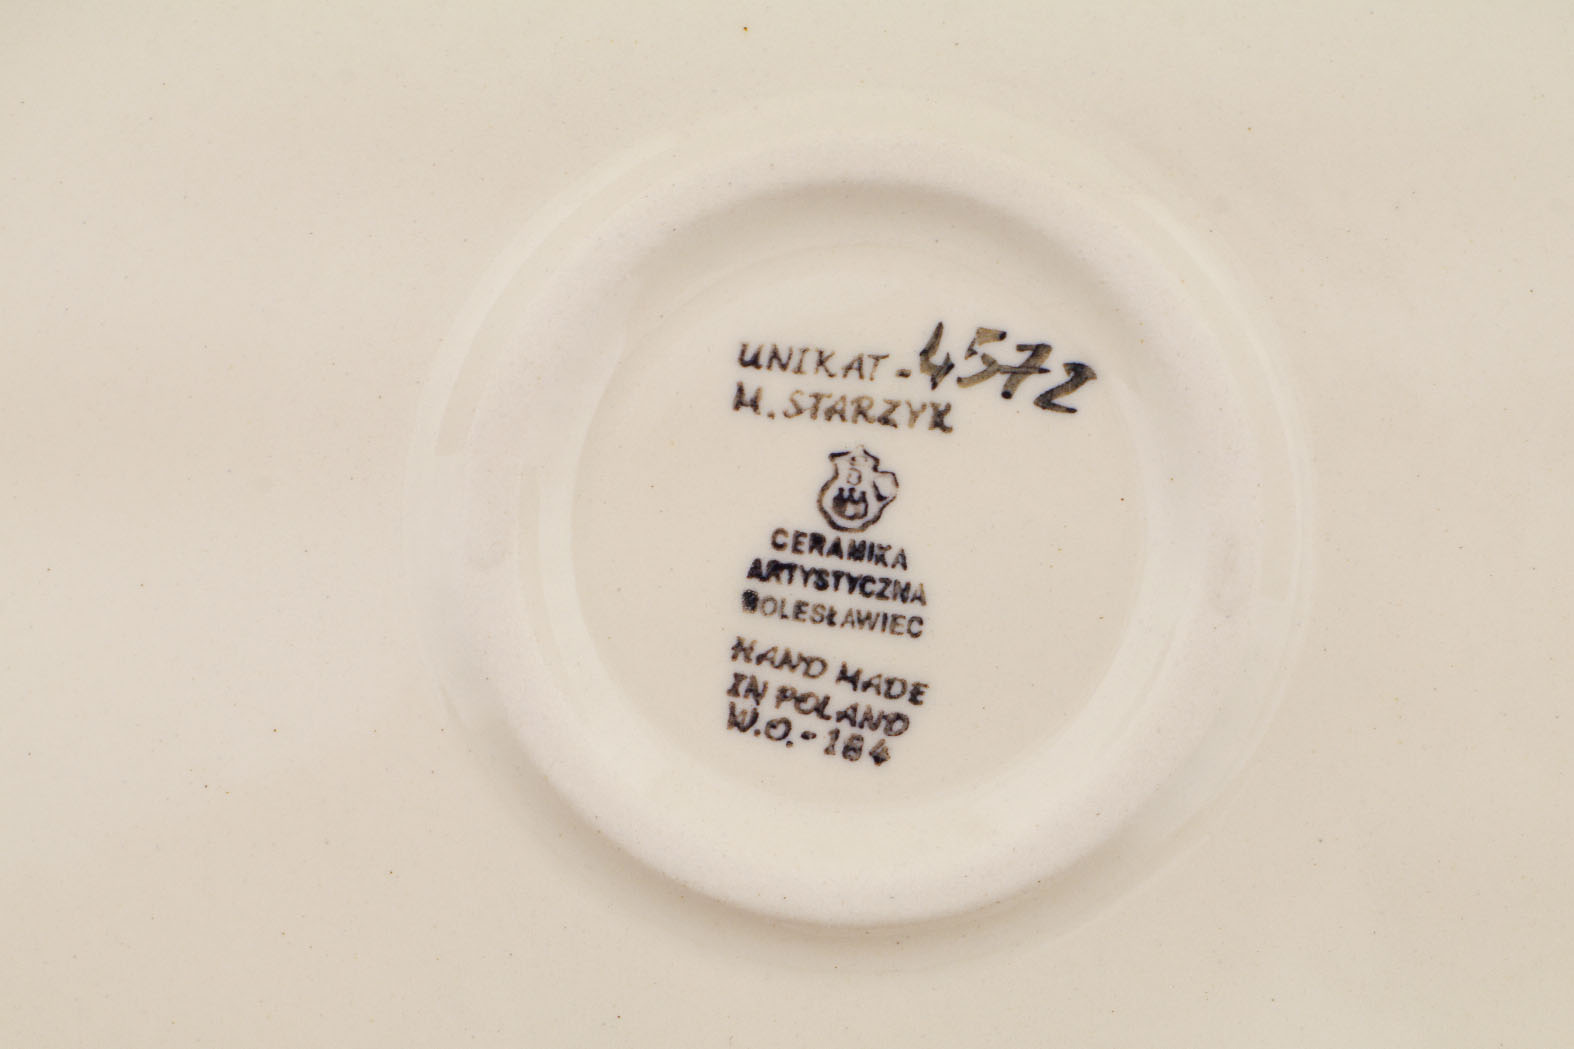 UNIKAT - 4572
M. STARZYK
CERAMIKA
ARTYSTYCZNA
BOLESŁAWIEC
HAND MADE
IN POLAND
W.O. - 184